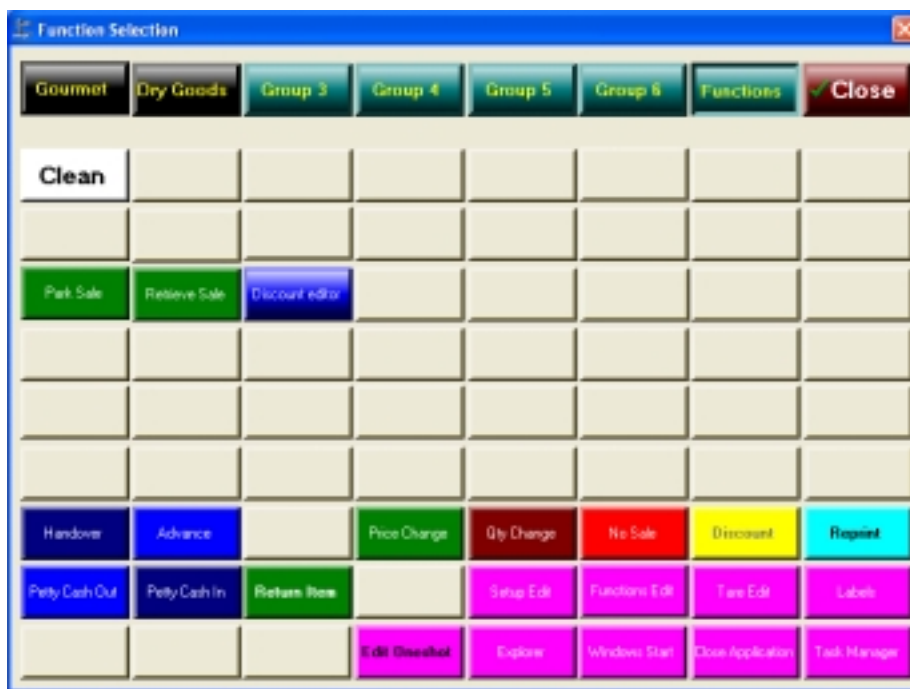 Function Selection
Gourmet Dry Goods Group 3 Group 4 Group 5 Group 6 Functions Close
Clean
Park Sale Retrieve Sale Discount editor
Handover Advance Price Change Qty Change No Sale Discount Reprint
Petty Cash Out Petty Cash In Return Item Setup Edit Functions Edit Tare Edit Labels
Edit Oneshot Explorer Windows Start Close Application Task Manager